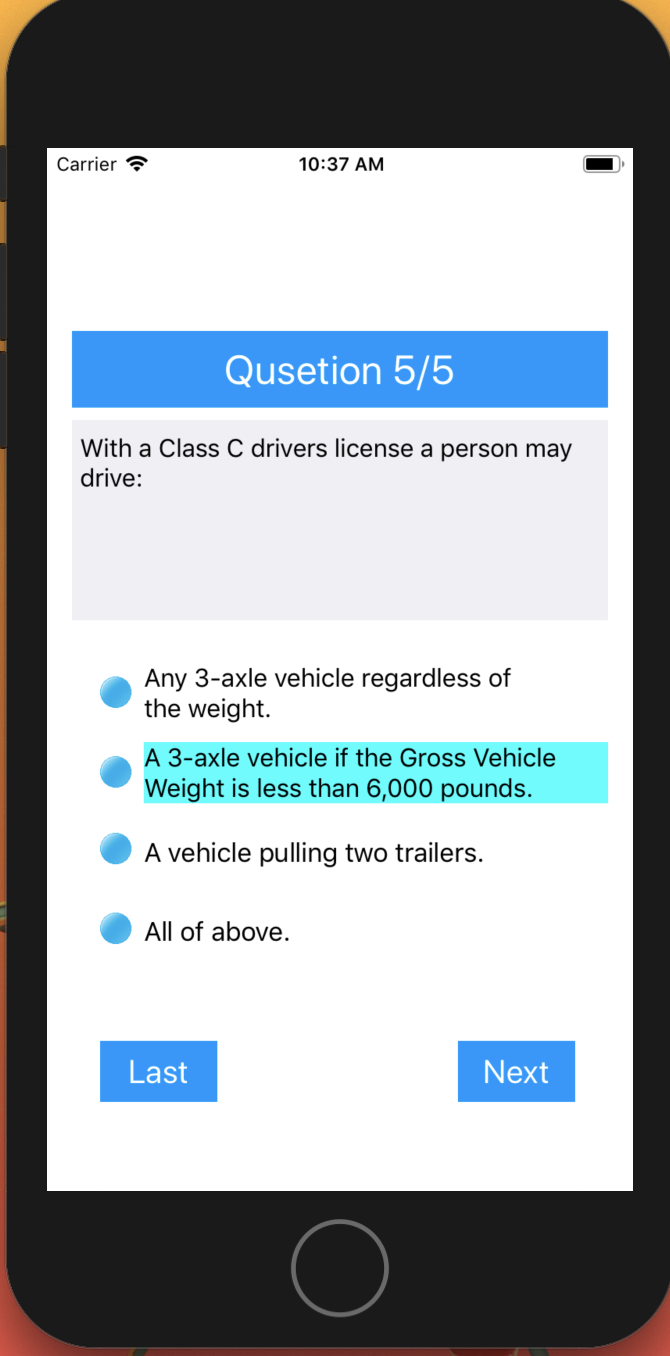 Carrier
10:37 AM
Qusetion 5/5
With a Class C drivers license a person may
drive:
Any 3-axle vehicle regardless of
the weight.
A 3-axle vehicle if the Gross Vehicle
Weight is less than 6,000 pounds.
A vehicle pulling two trailers.
All of above.
Last
Next